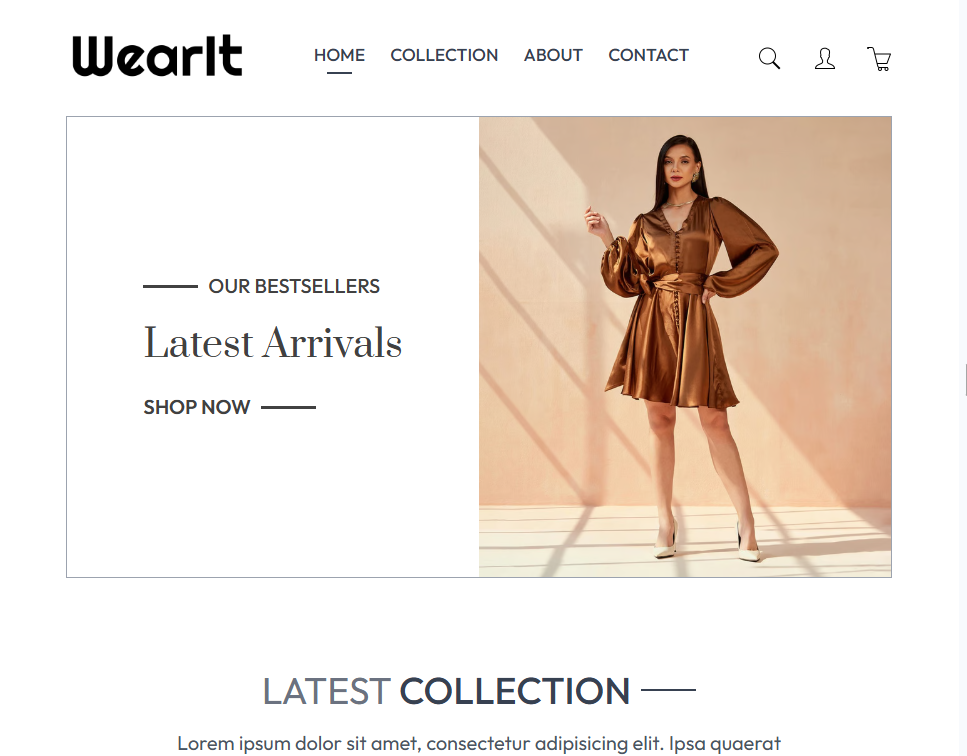 WearIt
HOME COLLECTION ABOUT CONTACT
OUR BESTSELLERS
Latest Arrivals
SHOP NOW
LATEST COLLECTION
Lorem ipsum dolor sit amet, consectetur adipisicing elit. Ipsa quaerat